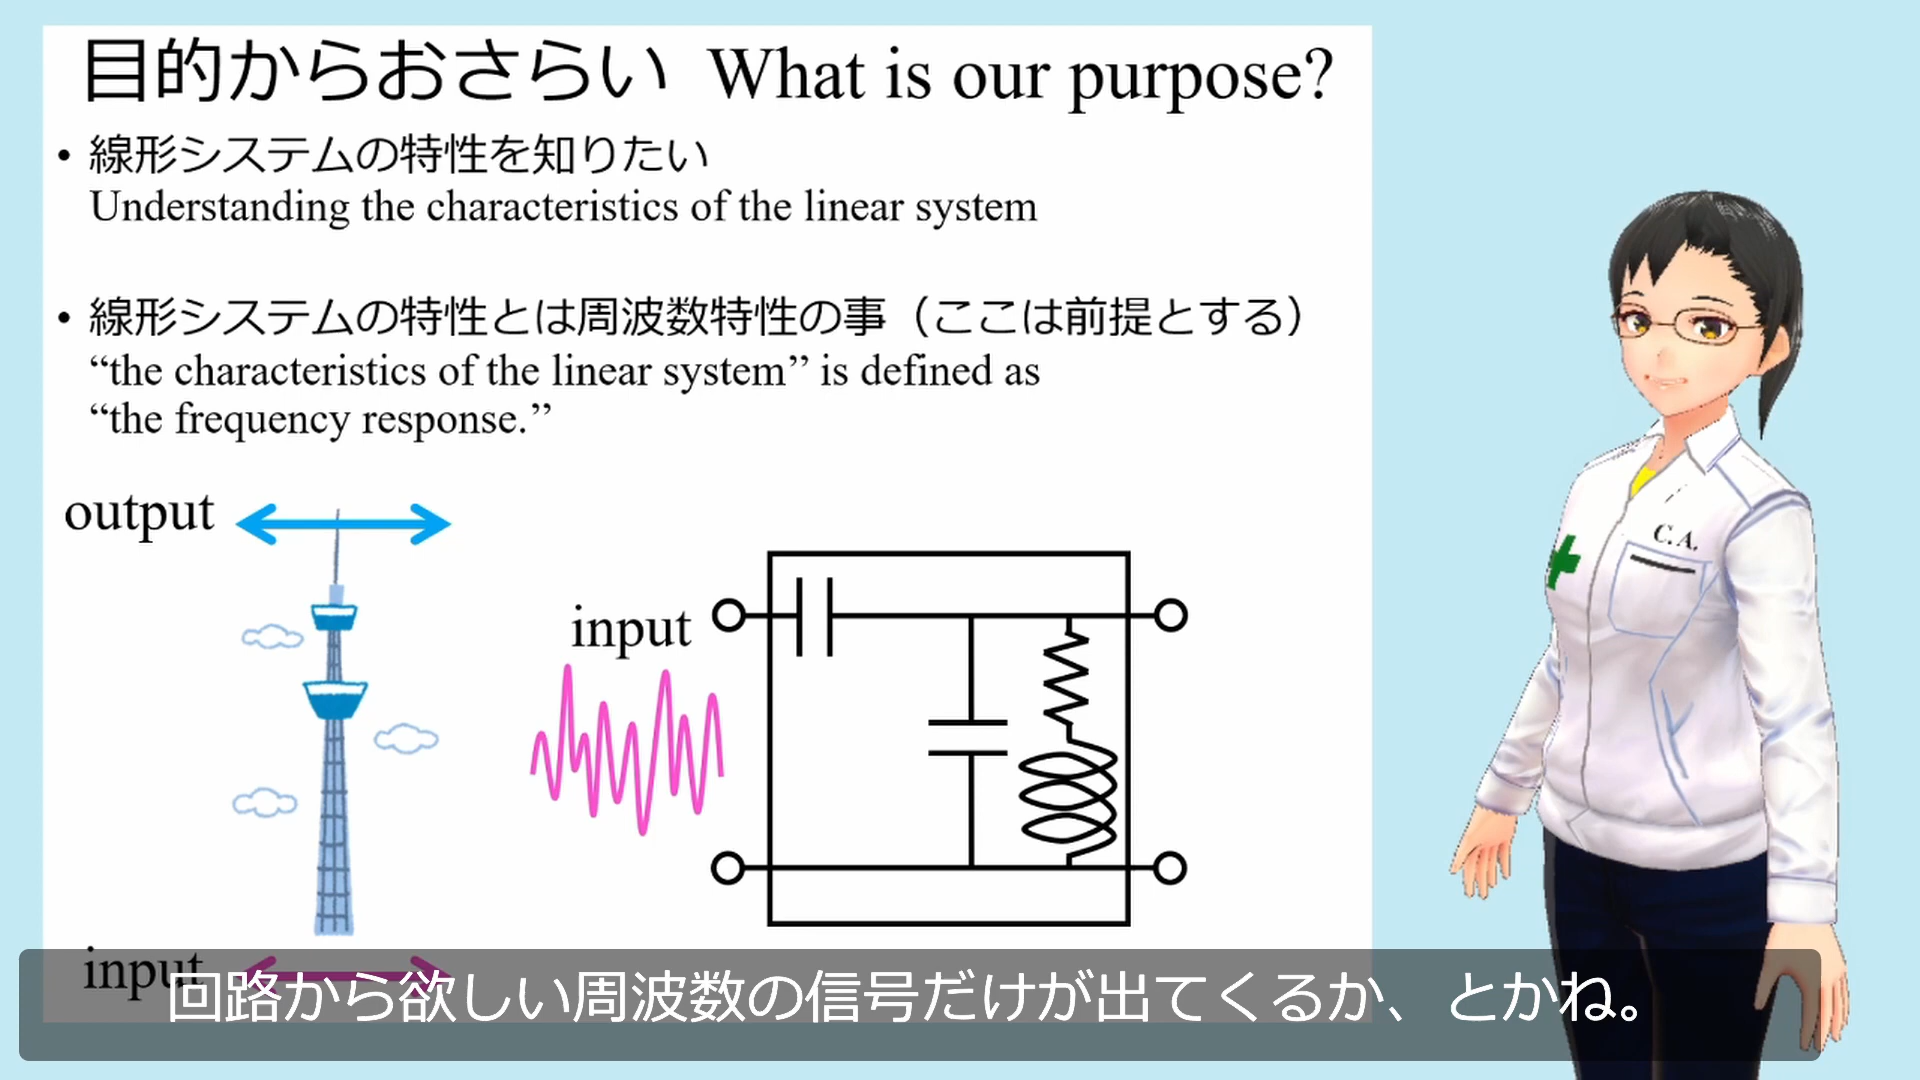 目的からおさらい What is our purpose?
• 線形システムの特性を知りたい
Understanding the characteristics of the linear system
• 線形システムの特性とは周波数特性の事（ここは前提とする）
“the characteristics of the linear system” is defined as
“the frequency response.”
output
input
C.A.
input
回路から欲しい周波数の信号だけが出てくるか、とかね。